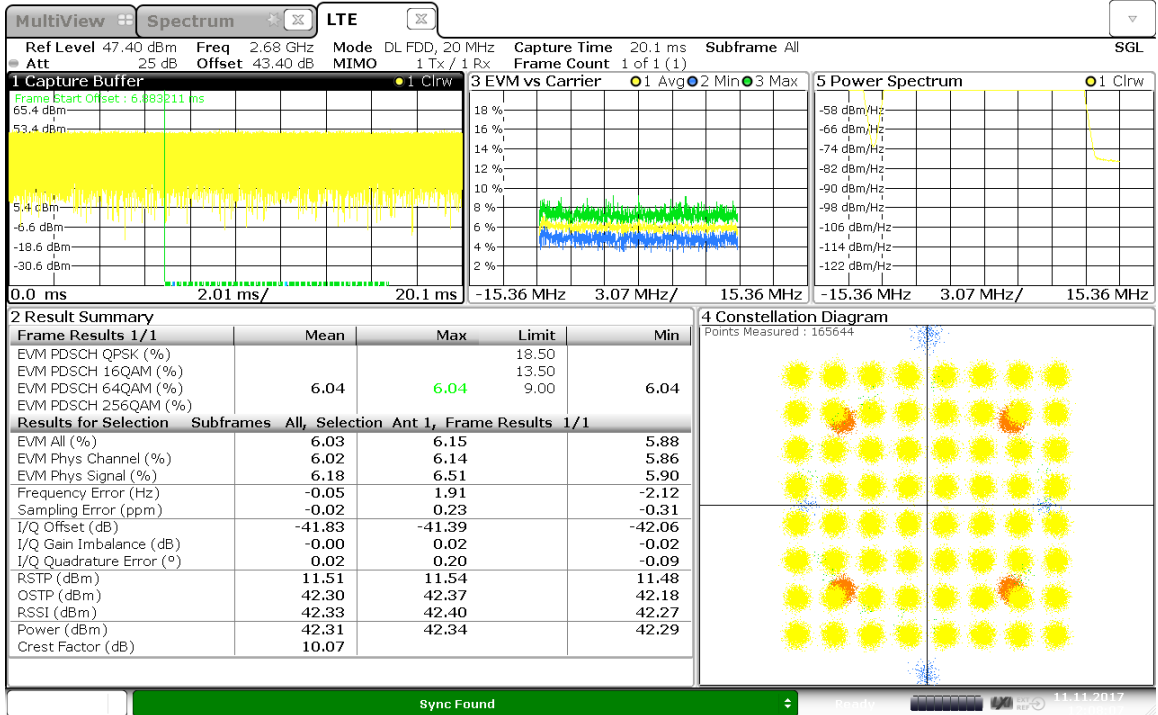 MultiView Spectrum LTE
Ref Level 47.40 dBm Freq 2.68 GHz Mode DL FDD, 20 MHz Capture Time 20.1 ms Subframe All SGL
Att 25 dB Offset 43.40 dB MIMO 1 Tx / 1 Rx Frame Count 1 of 1 (1)
1 Capture Buffer 1 Clrw
Frame Start Offset : 6.883211 ms
65.4 dBm
53.4 dBm
5.4 dBm
-6.6 dBm
-18.6 dBm
-30.6 dBm
0.0 ms 2.01 ms/ 20.1 ms
3 EVM vs Carrier 1 Avg 2 Min 3 Max
18 %
16 %
14 %
12 %
10 %
8 %
6 %
4 %
2 %
-15.36 MHz 3.07 MHz/ 15.36 MHz
5 Power Spectrum 1 Clrw
-58 dBm/Hz
-66 dBm/Hz
-74 dBm/Hz
-82 dBm/Hz
-90 dBm/Hz
-98 dBm/Hz
-106 dBm/Hz
-114 dBm/Hz
-122 dBm/Hz
-15.36 MHz 3.07 MHz/ 15.36 MHz
2 Result Summary
Frame Results 1/1 Mean Max Limit Min
EVM PDSCH QPSK (%) 18.50
EVM PDSCH 16QAM (%) 13.50
EVM PDSCH 64QAM (%) 6.04 6.04 9.00 6.04
EVM PDSCH 256QAM (%)
Results for Selection Subframes All, Selection Ant 1, Frame Results 1/1
EVM All (%) 6.03 6.15 5.88
EVM Phys Channel (%) 6.02 6.14 5.86
EVM Phys Signal (%) 6.18 6.51 5.90
Frequency Error (Hz) -0.05 1.91 -2.12
Sampling Error (ppm) -0.02 0.23 -0.31
I/Q Offset (dB) -41.83 -41.39 -42.06
I/Q Gain Imbalance (dB) -0.00 0.02 -0.02
I/Q Quadrature Error (°) 0.02 0.20 -0.09
RSTP (dBm) 11.51 11.54 11.48
OSTP (dBm) 42.30 42.37 42.18
RSSI (dBm) 42.33 42.40 42.27
Power (dBm) 42.31 42.34 42.29
Crest Factor (dB) 10.07
4 Constellation Diagram
Points Measured : 165644
Sync Found Ready LXI EXT REF 11.11.2017